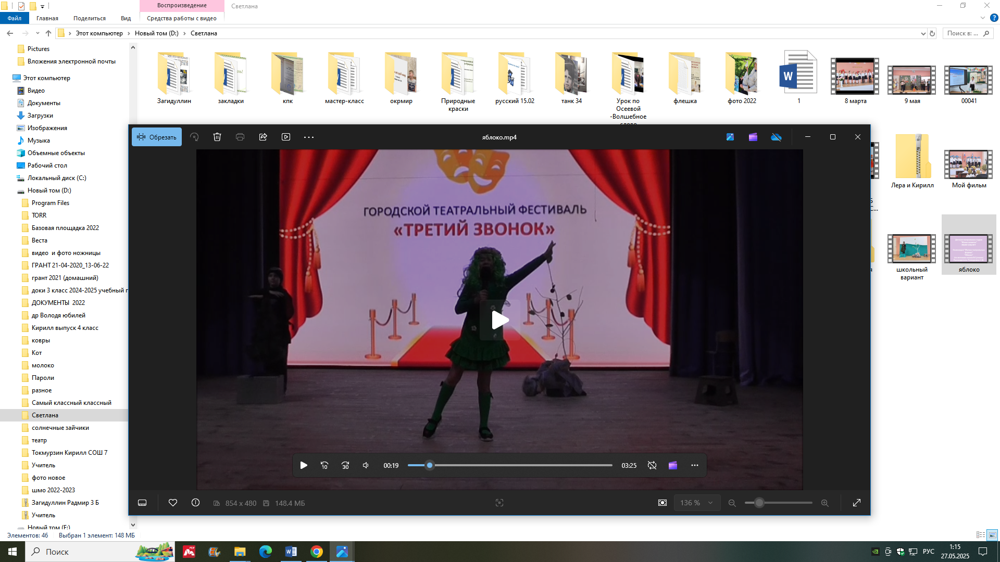 Воспроизведение
Светлана
Файл
Главная
Поделиться
Вид
Средства работы с видео
Этот компьютер
Новый том (D:)
Светлана
Поиск в: ...
Pictures
Вложения электронной почты
Этот компьютер
Видео
Документы
Загрузки
Изображения
Музыка
Объемные объекты
Рабочий стол
Локальный диск (C:)
Новый том (D:)
Program Files
TORR
Базовая площадка 2022
Веста
видео и фото ножницы
ГРАНТ 21-04-2020_13-06-22
грант 2021 (домашний)
доки 3 класс 2024-2025 учебный г
ДОКУМЕНТЫ 2022
др Володя юбилей
Кирилл выпуск 4 класс
ковры
Кот
молоко
Пароли
разное
Самый классный классный
Светлана
солнечные зайчики
театр
Токмурзин Кирилл СОШ 7
Учитель
фото новое
шмо 2022-2023
Загидуллин Радмир 3 Б
Учитель
Новый том (E:)
Загидуллин
закладки
кпк
мастер-класс
окрмир
Природные
краски
русский 15.02
танк 34
Урок по
Осеевой
-Волшебное
слово
флешка
фото 2022
1
8 марта
9 мая
00041
Лера и Кирилл
Мой фильм
школьный
вариант
яблоко
Обрезать
яблоко.mp4
ГОРОДСКОЙ ТЕАТРАЛЬНЫЙ ФЕСТИВАЛЬ
«ТРЕТИЙ ЗВОНОК»
10
30
00:19
03:25
854 x 480
148.4 МБ
136 %
Элементов: 46
Выбран 1 элемент: 148 МБ
Поиск
PDF
РУС
1:15
27.05.2025